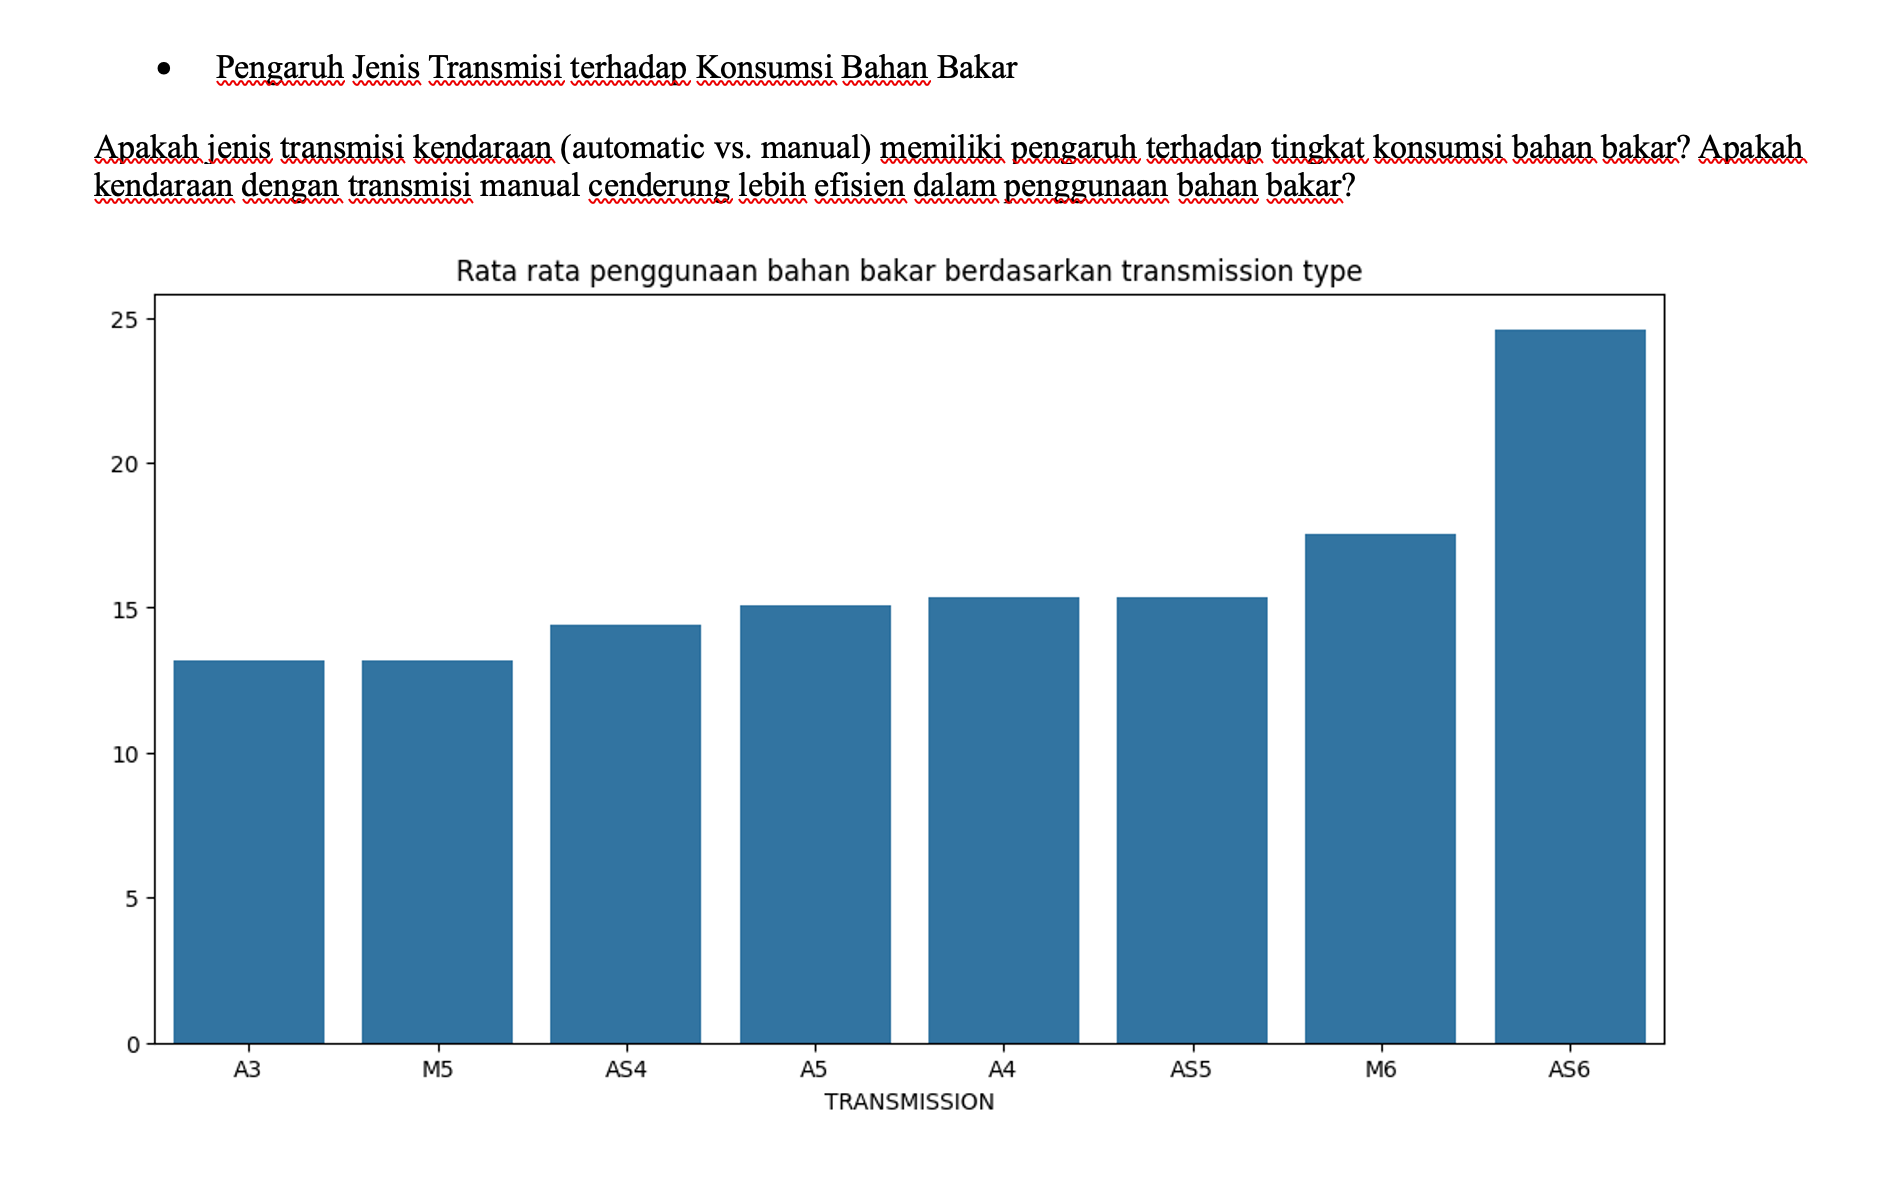 • Pengaruh Jenis Transmisi terhadap Konsumsi Bahan Bakar
Apakah jenis transmisi kendaraan (automatic vs. manual) memiliki pengaruh terhadap tingkat konsumsi bahan bakar? Apakah
kendaraan dengan transmisi manual cenderung lebih efisien dalam penggunaan bahan bakar?
Rata rata penggunaan bahan bakar berdasarkan transmission type
25
20
15
10
5
0
A3 M5 AS4 A5 A4 AS5 M6 AS6
TRANSMISSION